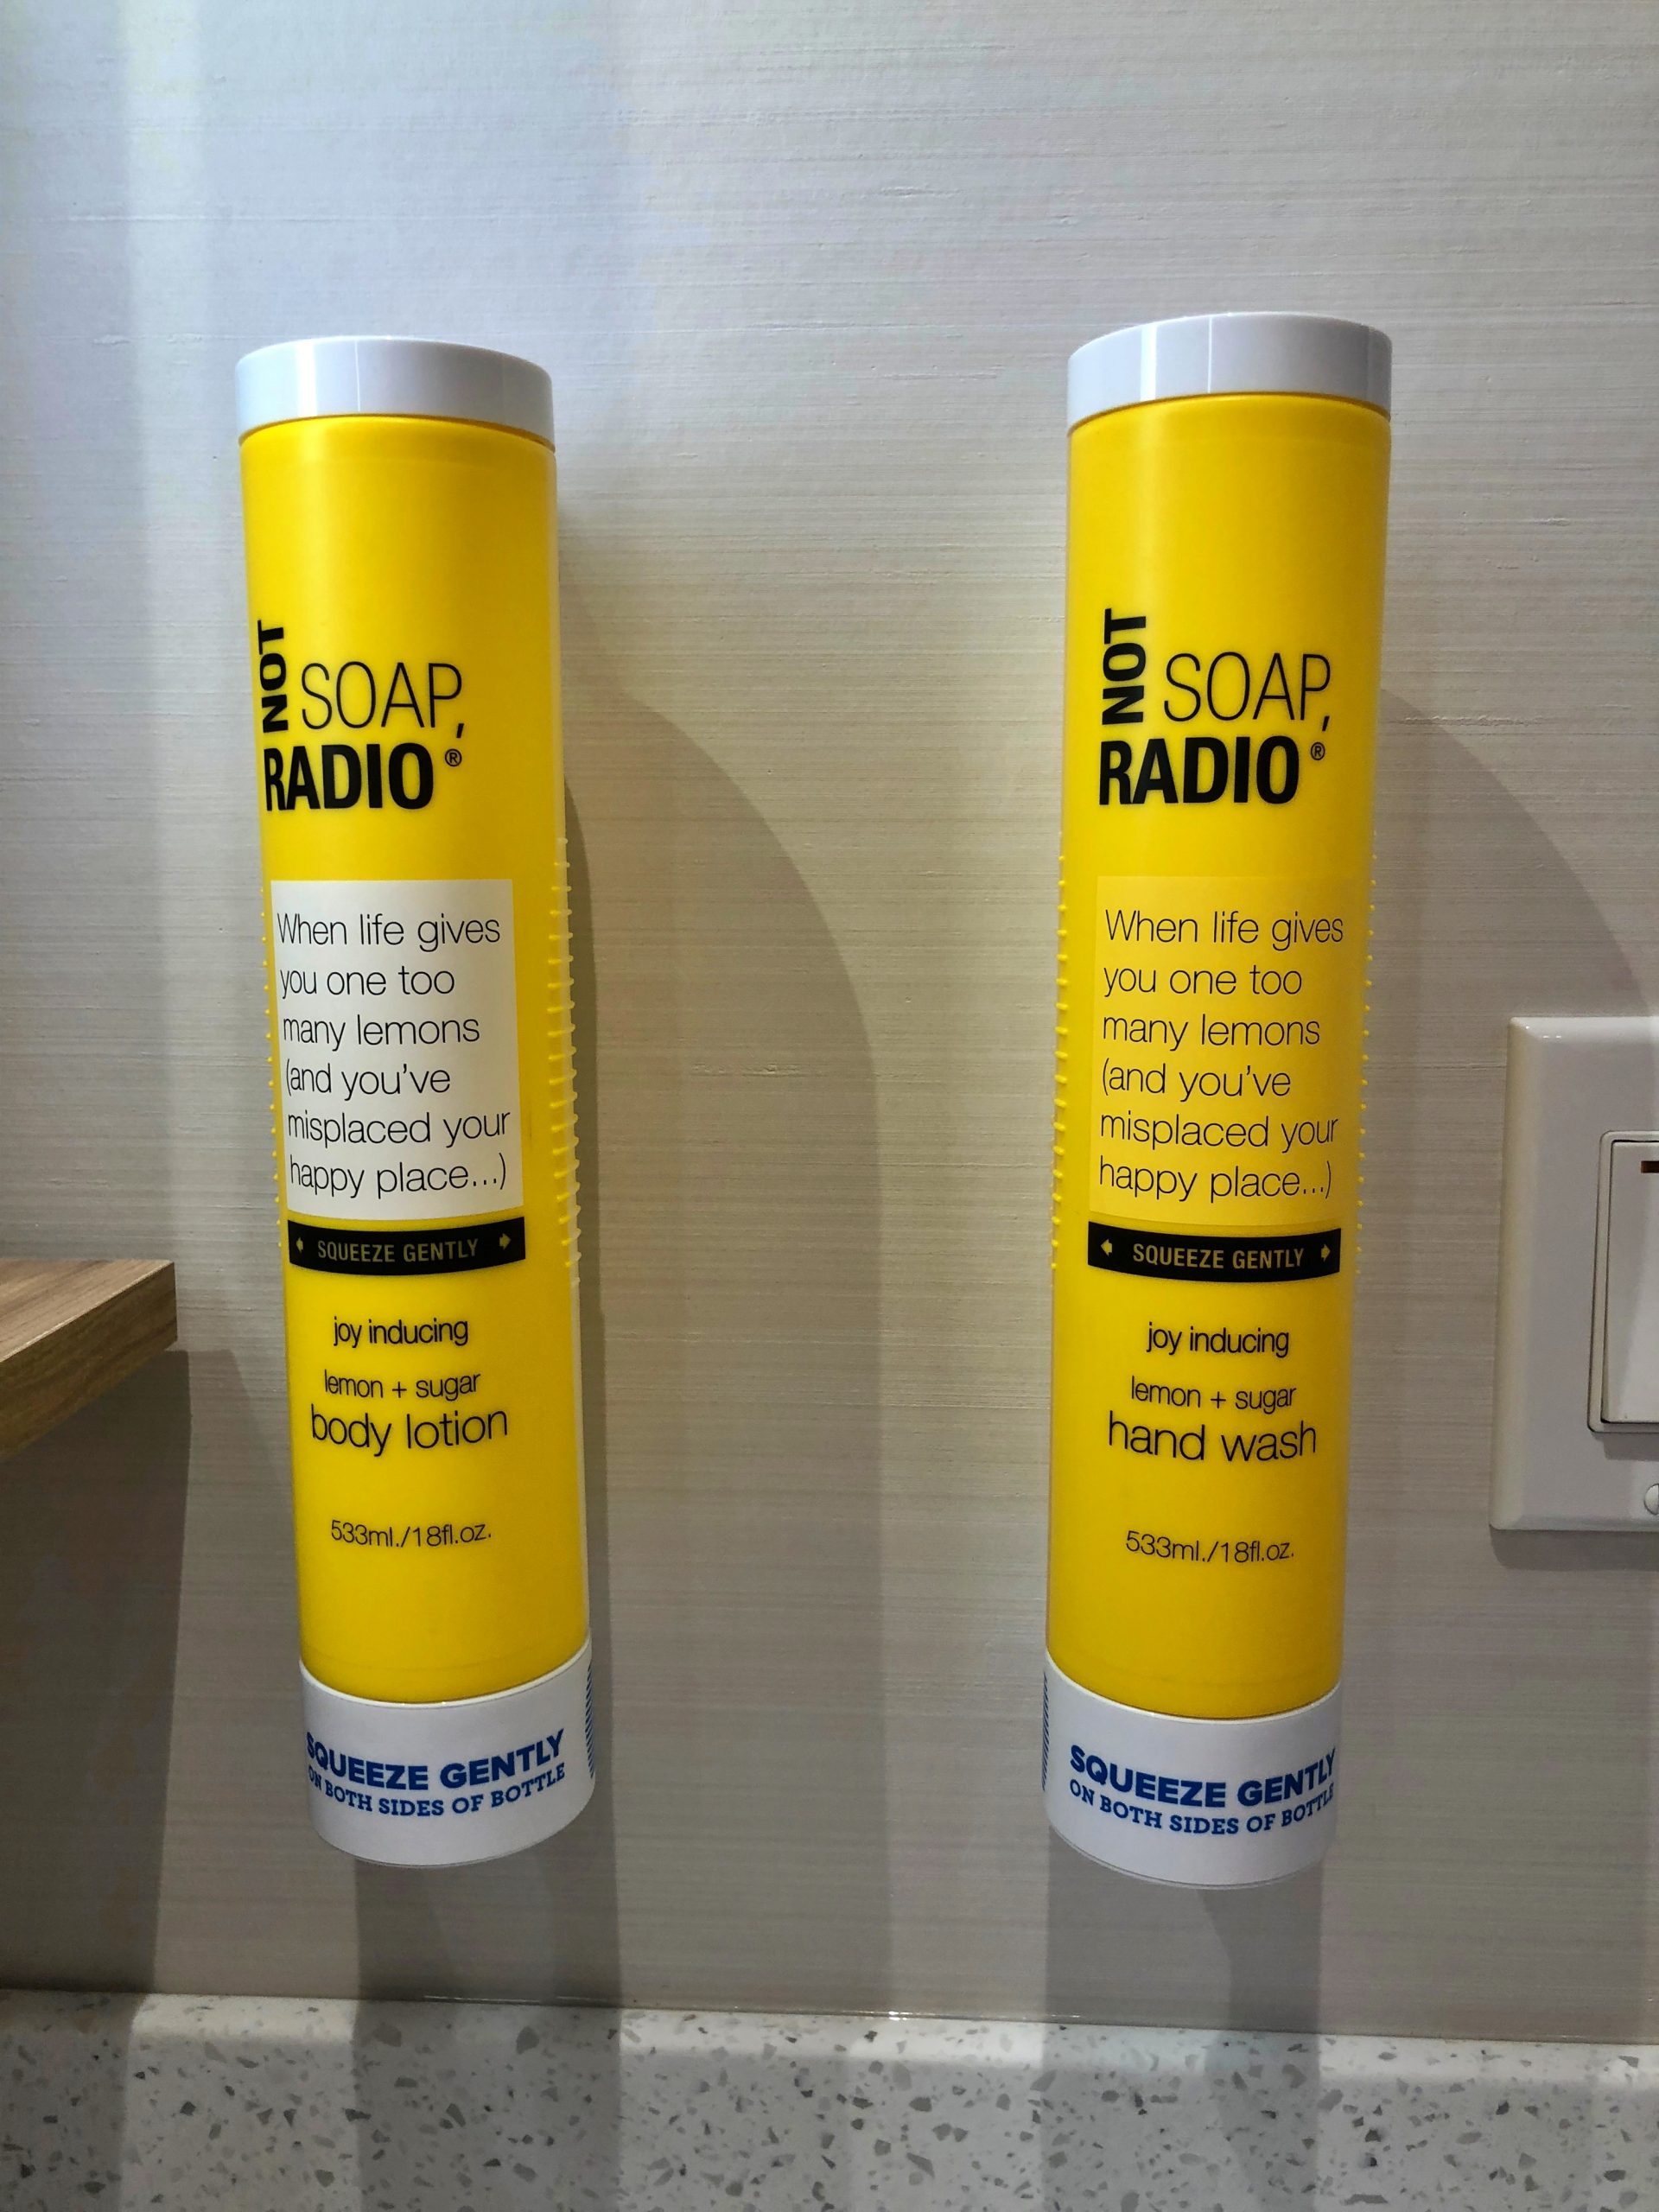 NOT
SOAP,
RADIO®
When life gives
you one too
many lemons
(and you've
misplaced your
happy place...)
SQUEEZE GENTLY
joy inducing
lemon + sugar
body lotion
533ml./18fl.oz.
SQUEEZE GENTLY
ON BOTH SIDES OF BOTTLE
NOT
SOAP,
RADIO®
When life gives
you one too
many lemons
(and you've
misplaced your
happy place...)
SQUEEZE GENTLY
joy inducing
lemon + sugar
hand wash
533ml./18fl.oz.
SQUEEZE GENTLY
ON BOTH SIDES OF BOTTLE